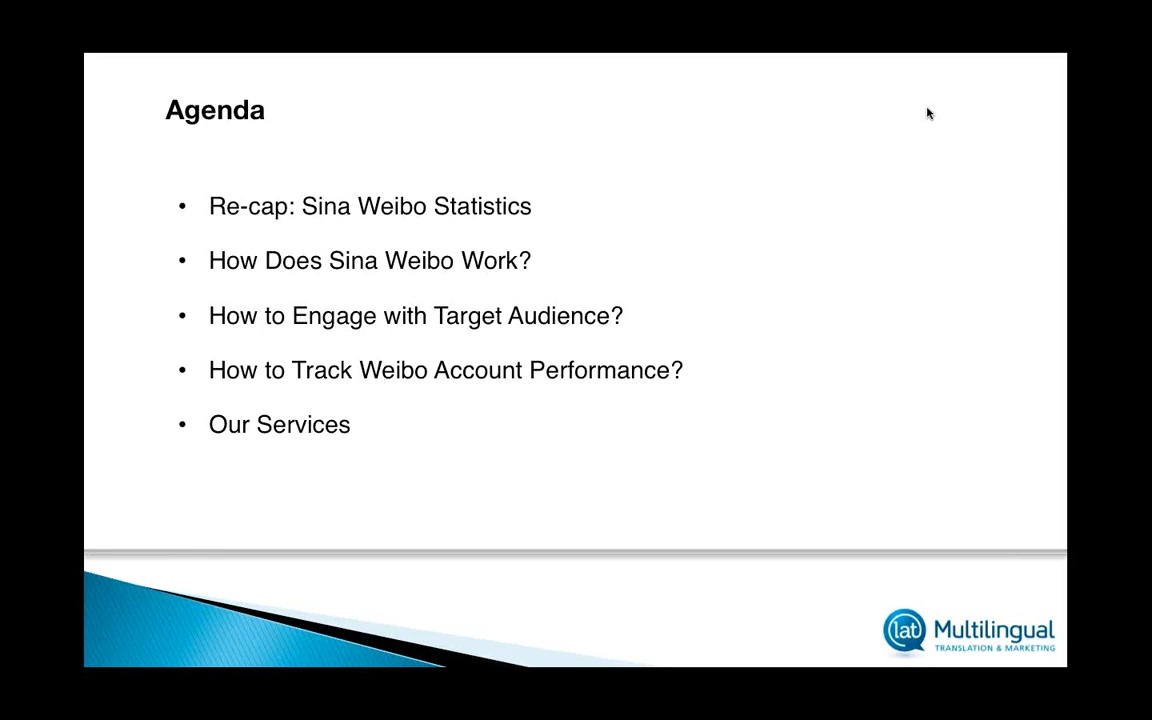 Agenda
• Re-cap: Sina Weibo Statistics
• How Does Sina Weibo Work?
• How to Engage with Target Audience?
• How to Track Weibo Account Performance?
• Our Services
lat Multilingual
TRANSLATION & MARKETING